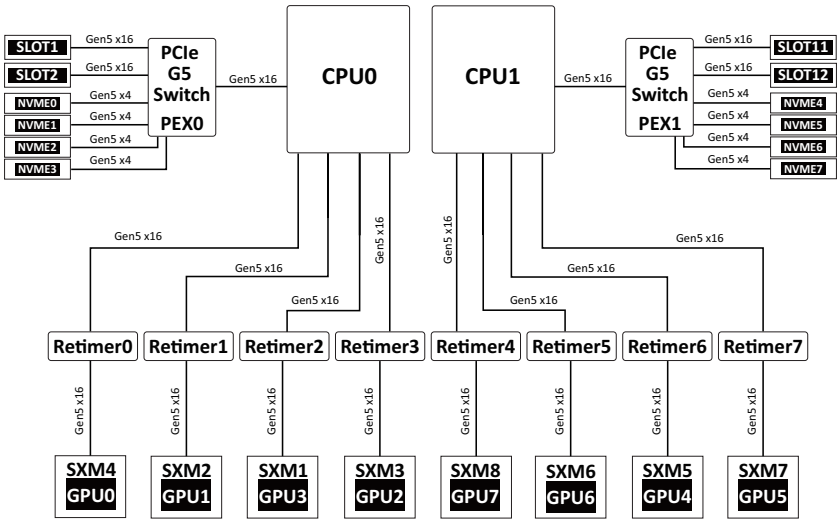 SLOT1
Gen5 x16
SLOT2
Gen5 x16
NVME0
Gen5 x4
NVME1
Gen5 x4
NVME2
Gen5 x4
NVME3
Gen5 x4
PCIe
G5
Switch
PEX0
Gen5 x16
CPU0
CPU1
Gen5 x16
PCIe
G5
Switch
PEX1
Gen5 x16
SLOT11
Gen5 x16
SLOT12
Gen5 x4
NVME4
Gen5 x4
NVME5
Gen5 x4
NVME6
Gen5 x4
NVME7
Gen5 x16
Gen5 x16
Gen5 x16
Gen5 x16
Gen5 x16
Gen5 x16
Gen5 x16
Gen5 x16
Retimer0
Retimer1
Retimer2
Retimer3
Retimer4
Retimer5
Retimer6
Retimer7
Gen5 x16
Gen5 x16
Gen5 x16
Gen5 x16
Gen5 x16
Gen5 x16
Gen5 x16
Gen5 x16
SXM4
GPU0
SXM2
GPU1
SXM1
GPU3
SXM3
GPU2
SXM8
GPU7
SXM6
GPU6
SXM5
GPU4
SXM7
GPU5